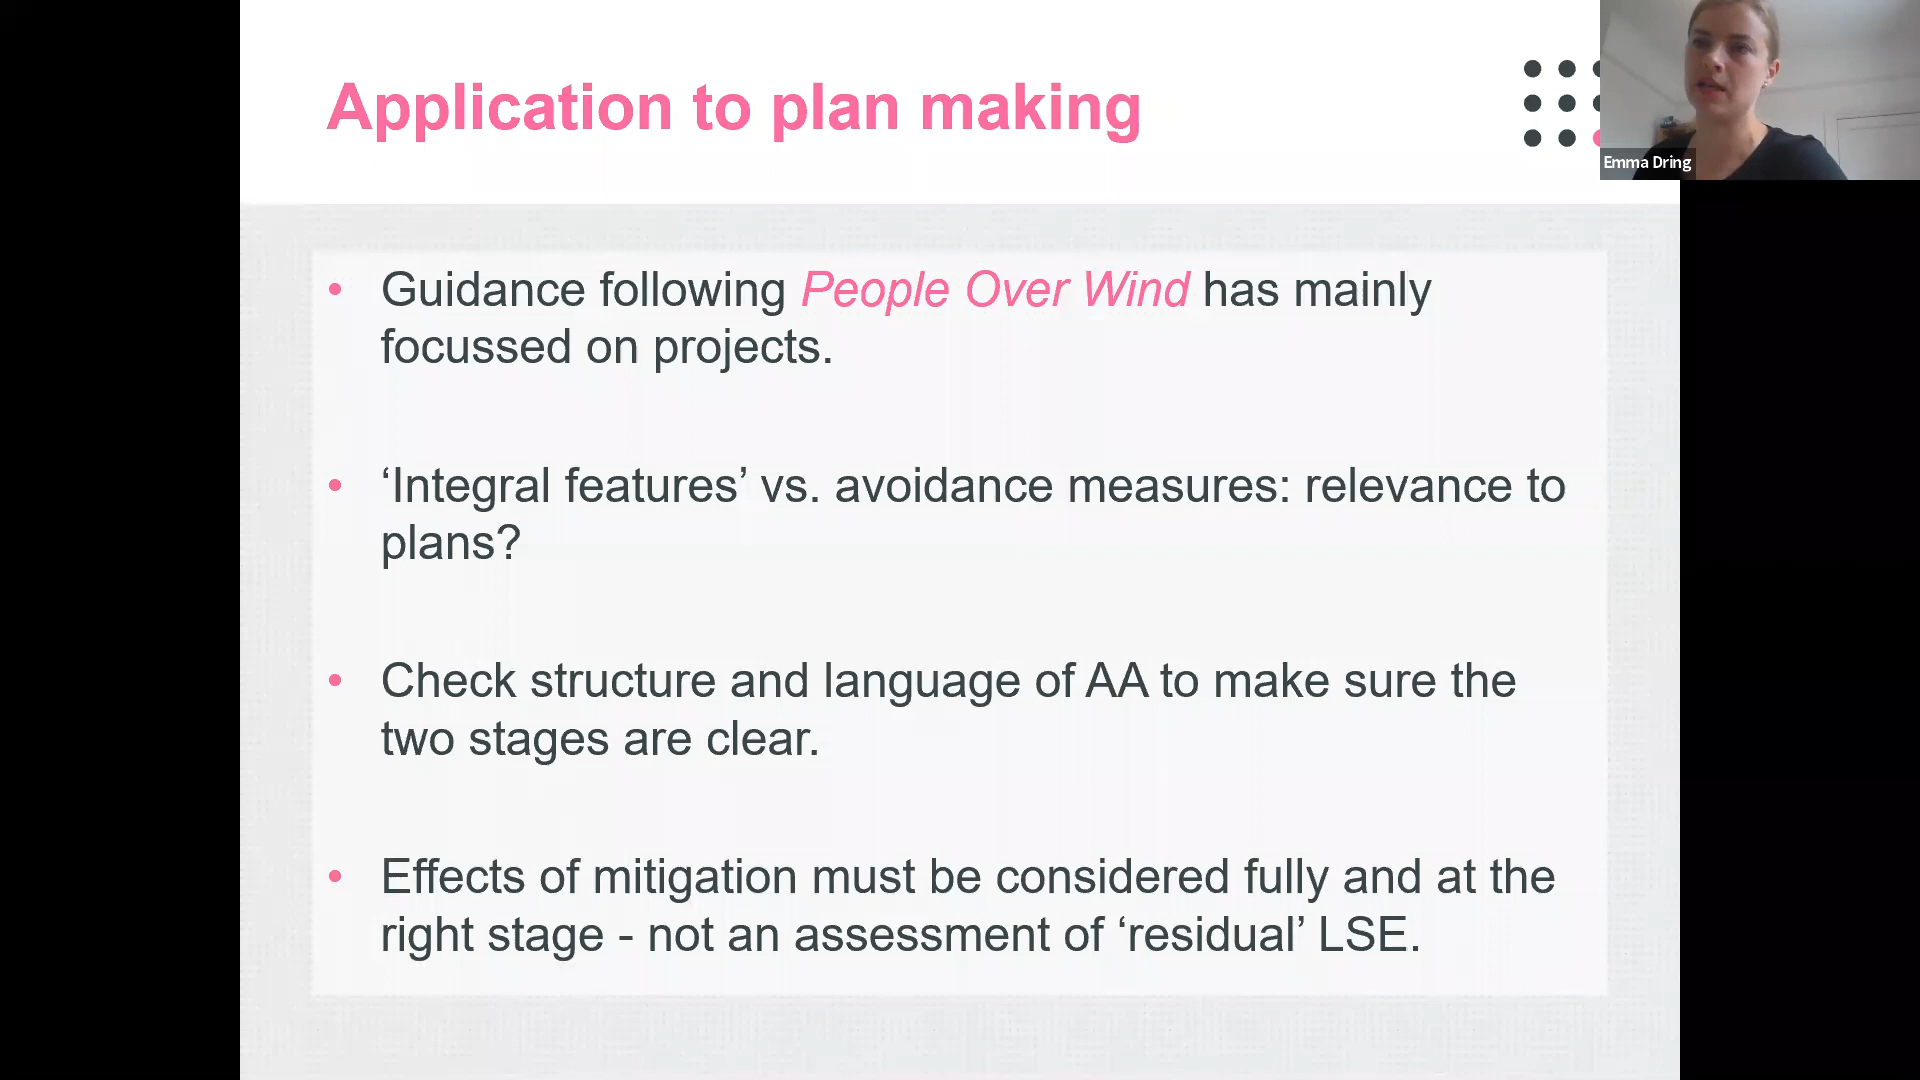 Application to plan making
Emma Dring
• Guidance following People Over Wind has mainly
focussed on projects.
• ‘Integral features’ vs. avoidance measures: relevance to
plans?
• Check structure and language of AA to make sure the
two stages are clear.
• Effects of mitigation must be considered fully and at the
right stage - not an assessment of ‘residual’ LSE.